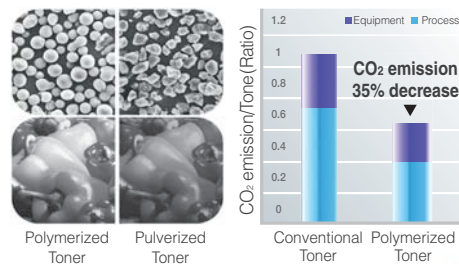 Polymerized
Toner
Pulverized
Toner
CO2 emission/Tone(Ratio)
1.2
1
0.8
0.6
0.4
0.2
0
Equipment
Process
CO2 emission
35% decrease
Conventional
Toner
Polymerized
Toner